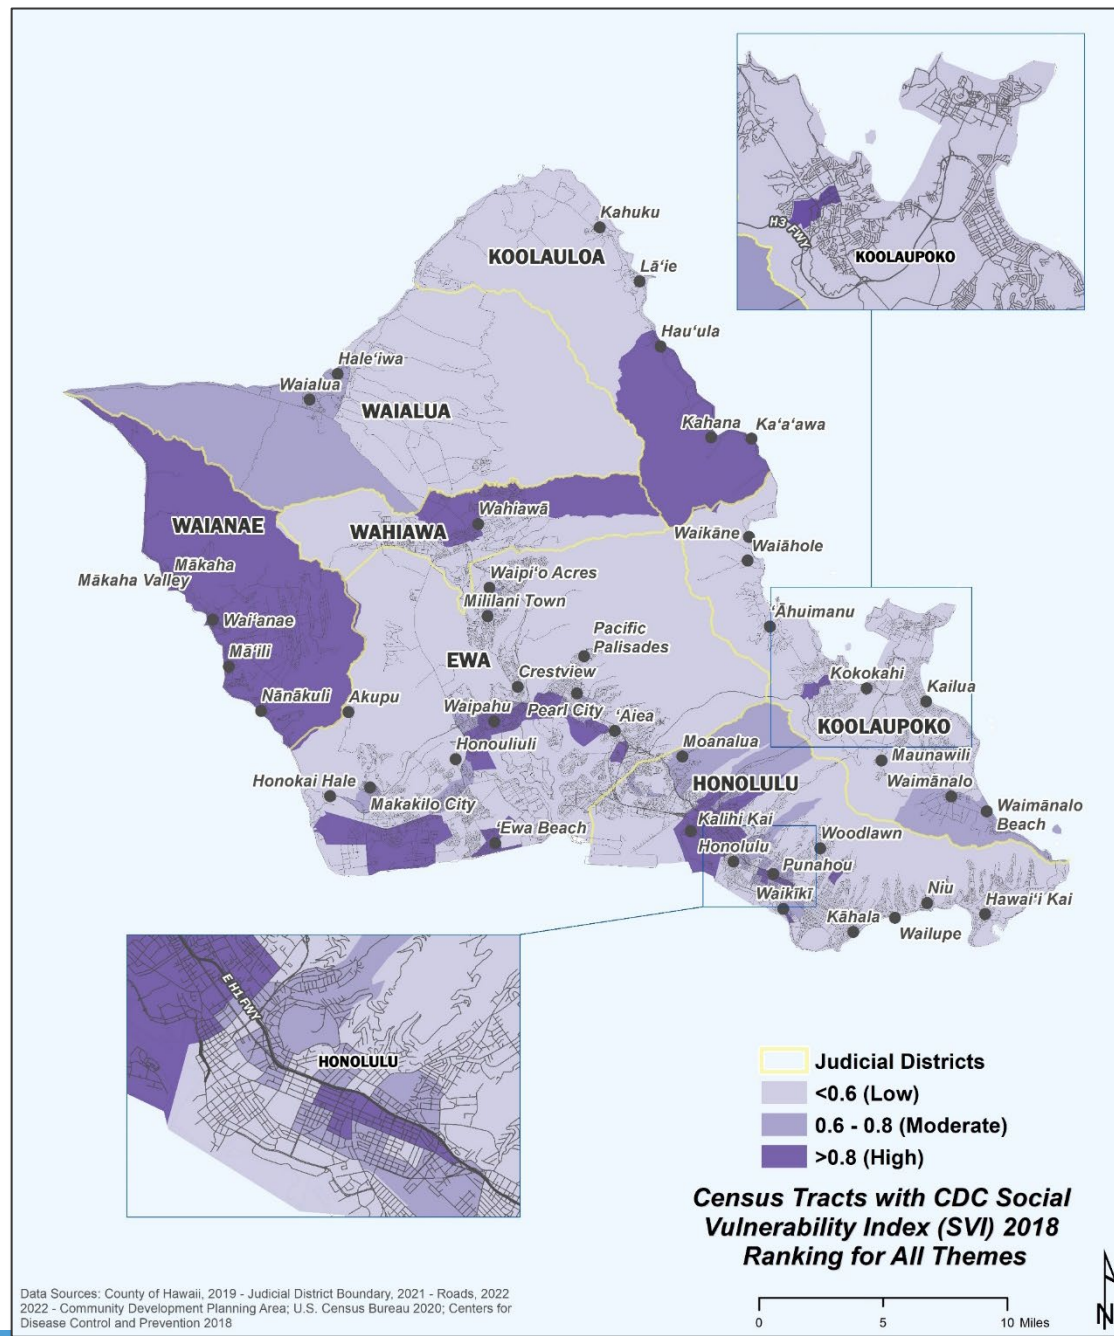 H3 FWY
KOOLAUPOKO
Kahuku
KOOLAULOA
Lā‘ie
Hau‘ula
Hale‘iwa
Waialua
WAIALUA
Kahana
Ka‘a‘awa
WAIANAE
WAHIAWA
Wahiawā
Waikāne
Waiāhole
Mākaha
Mākaha Valley
Waipi‘o Acres
Mililani Town
Wai‘anae
‘Āhuimanu
Pacific
Palisades
Mā‘ili
EWA
Crestview
Kokokahi
Kailua
Nānākuli
Akupu
Waipahu
Pearl City
‘Aiea
KOOLAUPOKO
Honouliuli
Moanalua
Maunawili
HONOLULU
Waimānalo
Honokai Hale
Makakilo City
Waimānalo
Beach
Kalihi Kai
‘Ewa Beach
Honolulu
Woodlawn
Punahou
Waikīkī
Niu
Hawai‘i Kai
Kāhala
Wailupe
E H1 FWY
HONOLULU
Judicial Districts
<0.6 (Low)
0.6 - 0.8 (Moderate)
>0.8 (High)
Census Tracts with CDC Social
Vulnerability Index (SVI) 2018
Ranking for All Themes
Data Sources: County of Hawaii, 2019 - Judicial District Boundary, 2021 - Roads, 2022
2022 - Community Development Planning Area; U.S. Census Bureau 2020; Centers for
Disease Control and Prevention 2018
0 5 10 Miles
N